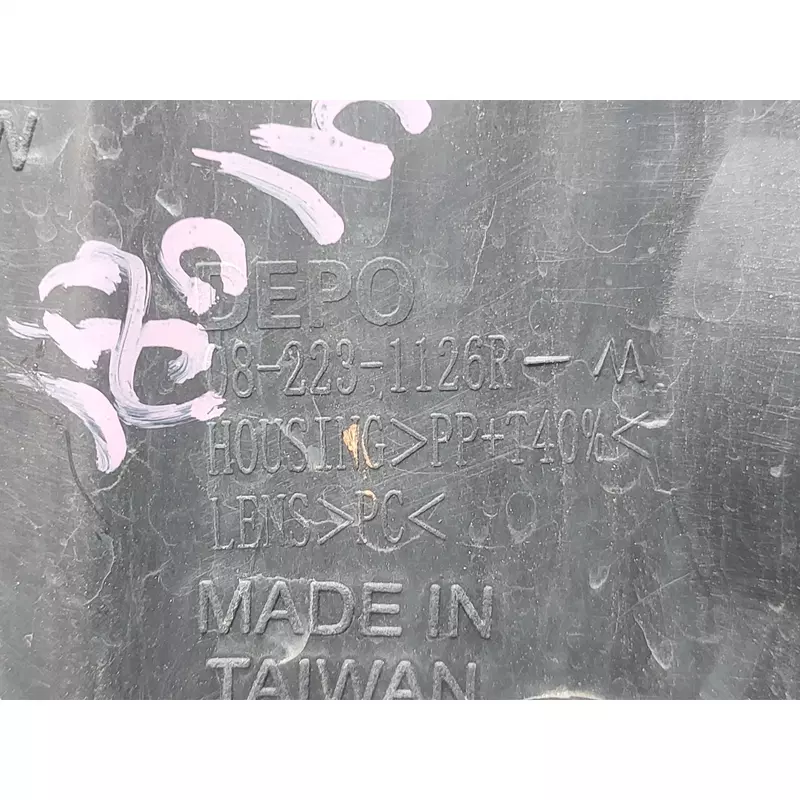 DEPO
08-223-1126R-M
HOUSING>PP+T40%<
LENS>PC<
MADE IN
TAIWAN